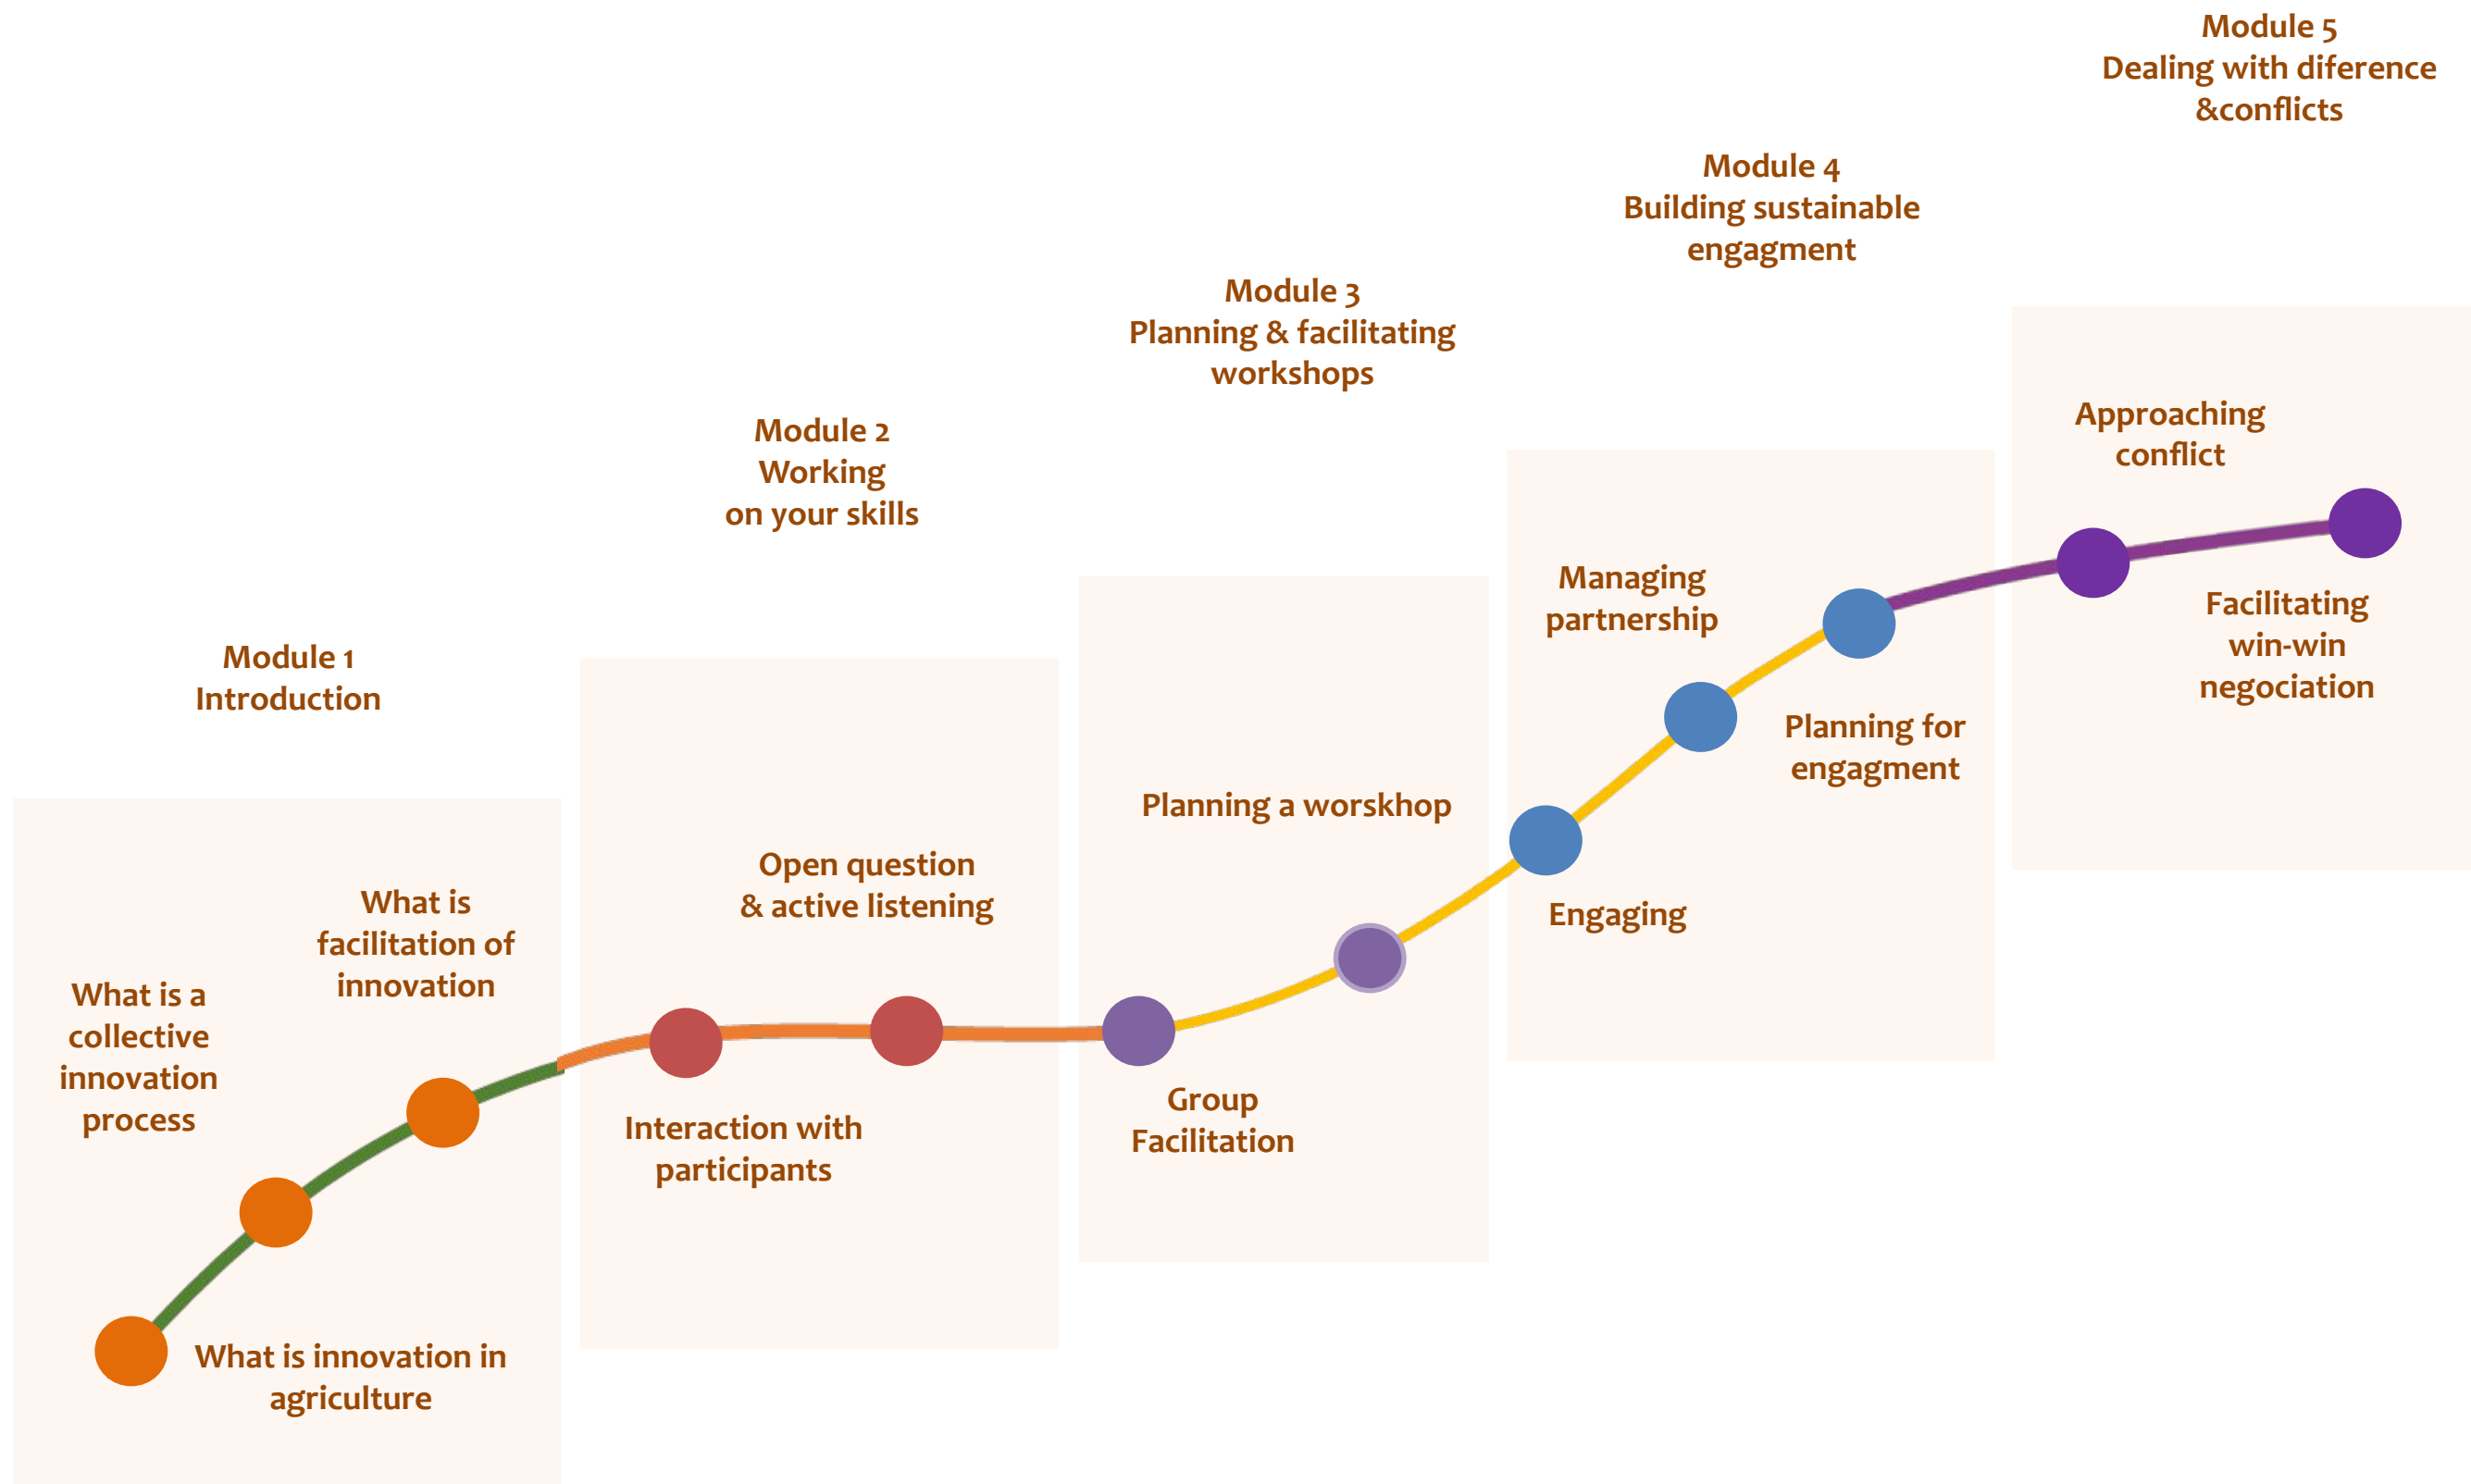 Module 1
Introduction
What is a
collective
innovation
process
What is
facilitation of
innovation
What is innovation in
agriculture
Module 2
Working
on your skills
Open question
& active listening
Interaction with
participants
Module 3
Planning & facilitating
workshops
Planning a worskhop
Group
Facilitation
Module 4
Building sustainable
engagment
Managing
partnership
Planning for
engagment
Engaging
Module 5
Dealing with diference
&conflicts
Approaching
conflict
Facilitating
win-win
negociation